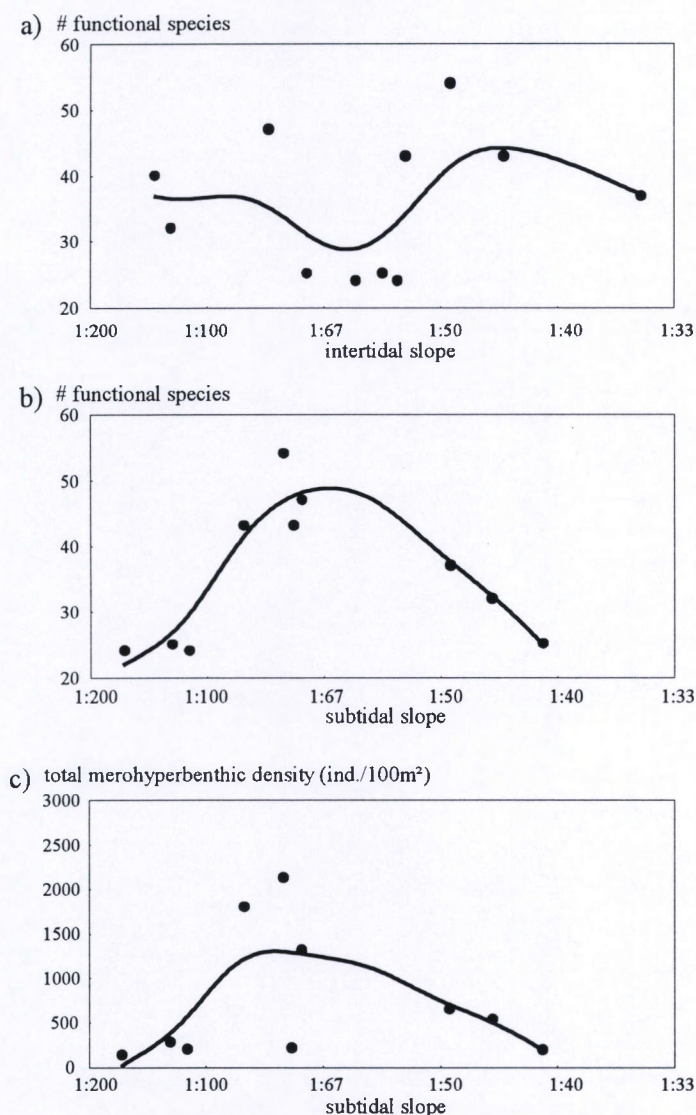 a) # functional species
60
50
40
30
20
1:200 1:100 1:67 1:50 1:40 1:33
intertidal slope
b) # functional species
60
50
40
30
20
1:200 1:100 1:67 1:50 1:40 1:33
subtidal slope
c) total merohyperbenthic density (ind./100m²)
3000
2500
2000
1500
1000
500
0
1:200 1:100 1:67 1:50 1:40 1:33
subtidal slope